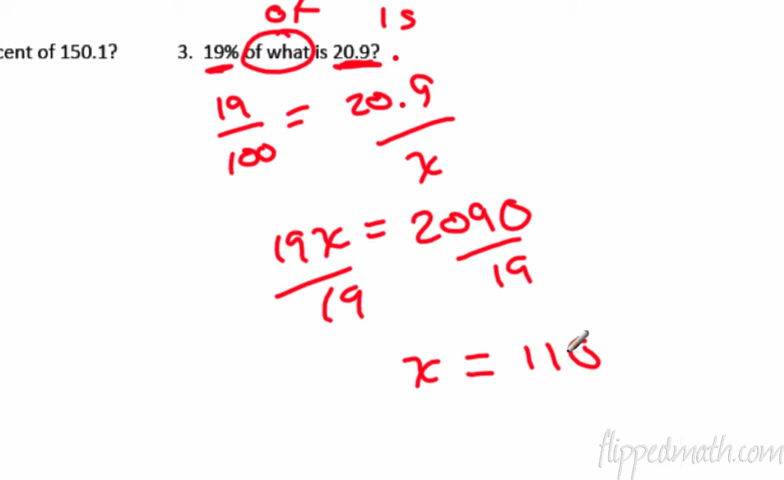 of is
cent of 150.1? 3. 19% of what is 20.9?
19/100 = 20.9/x
19x/19 = 2090/19
x = 110
flippedmath.com